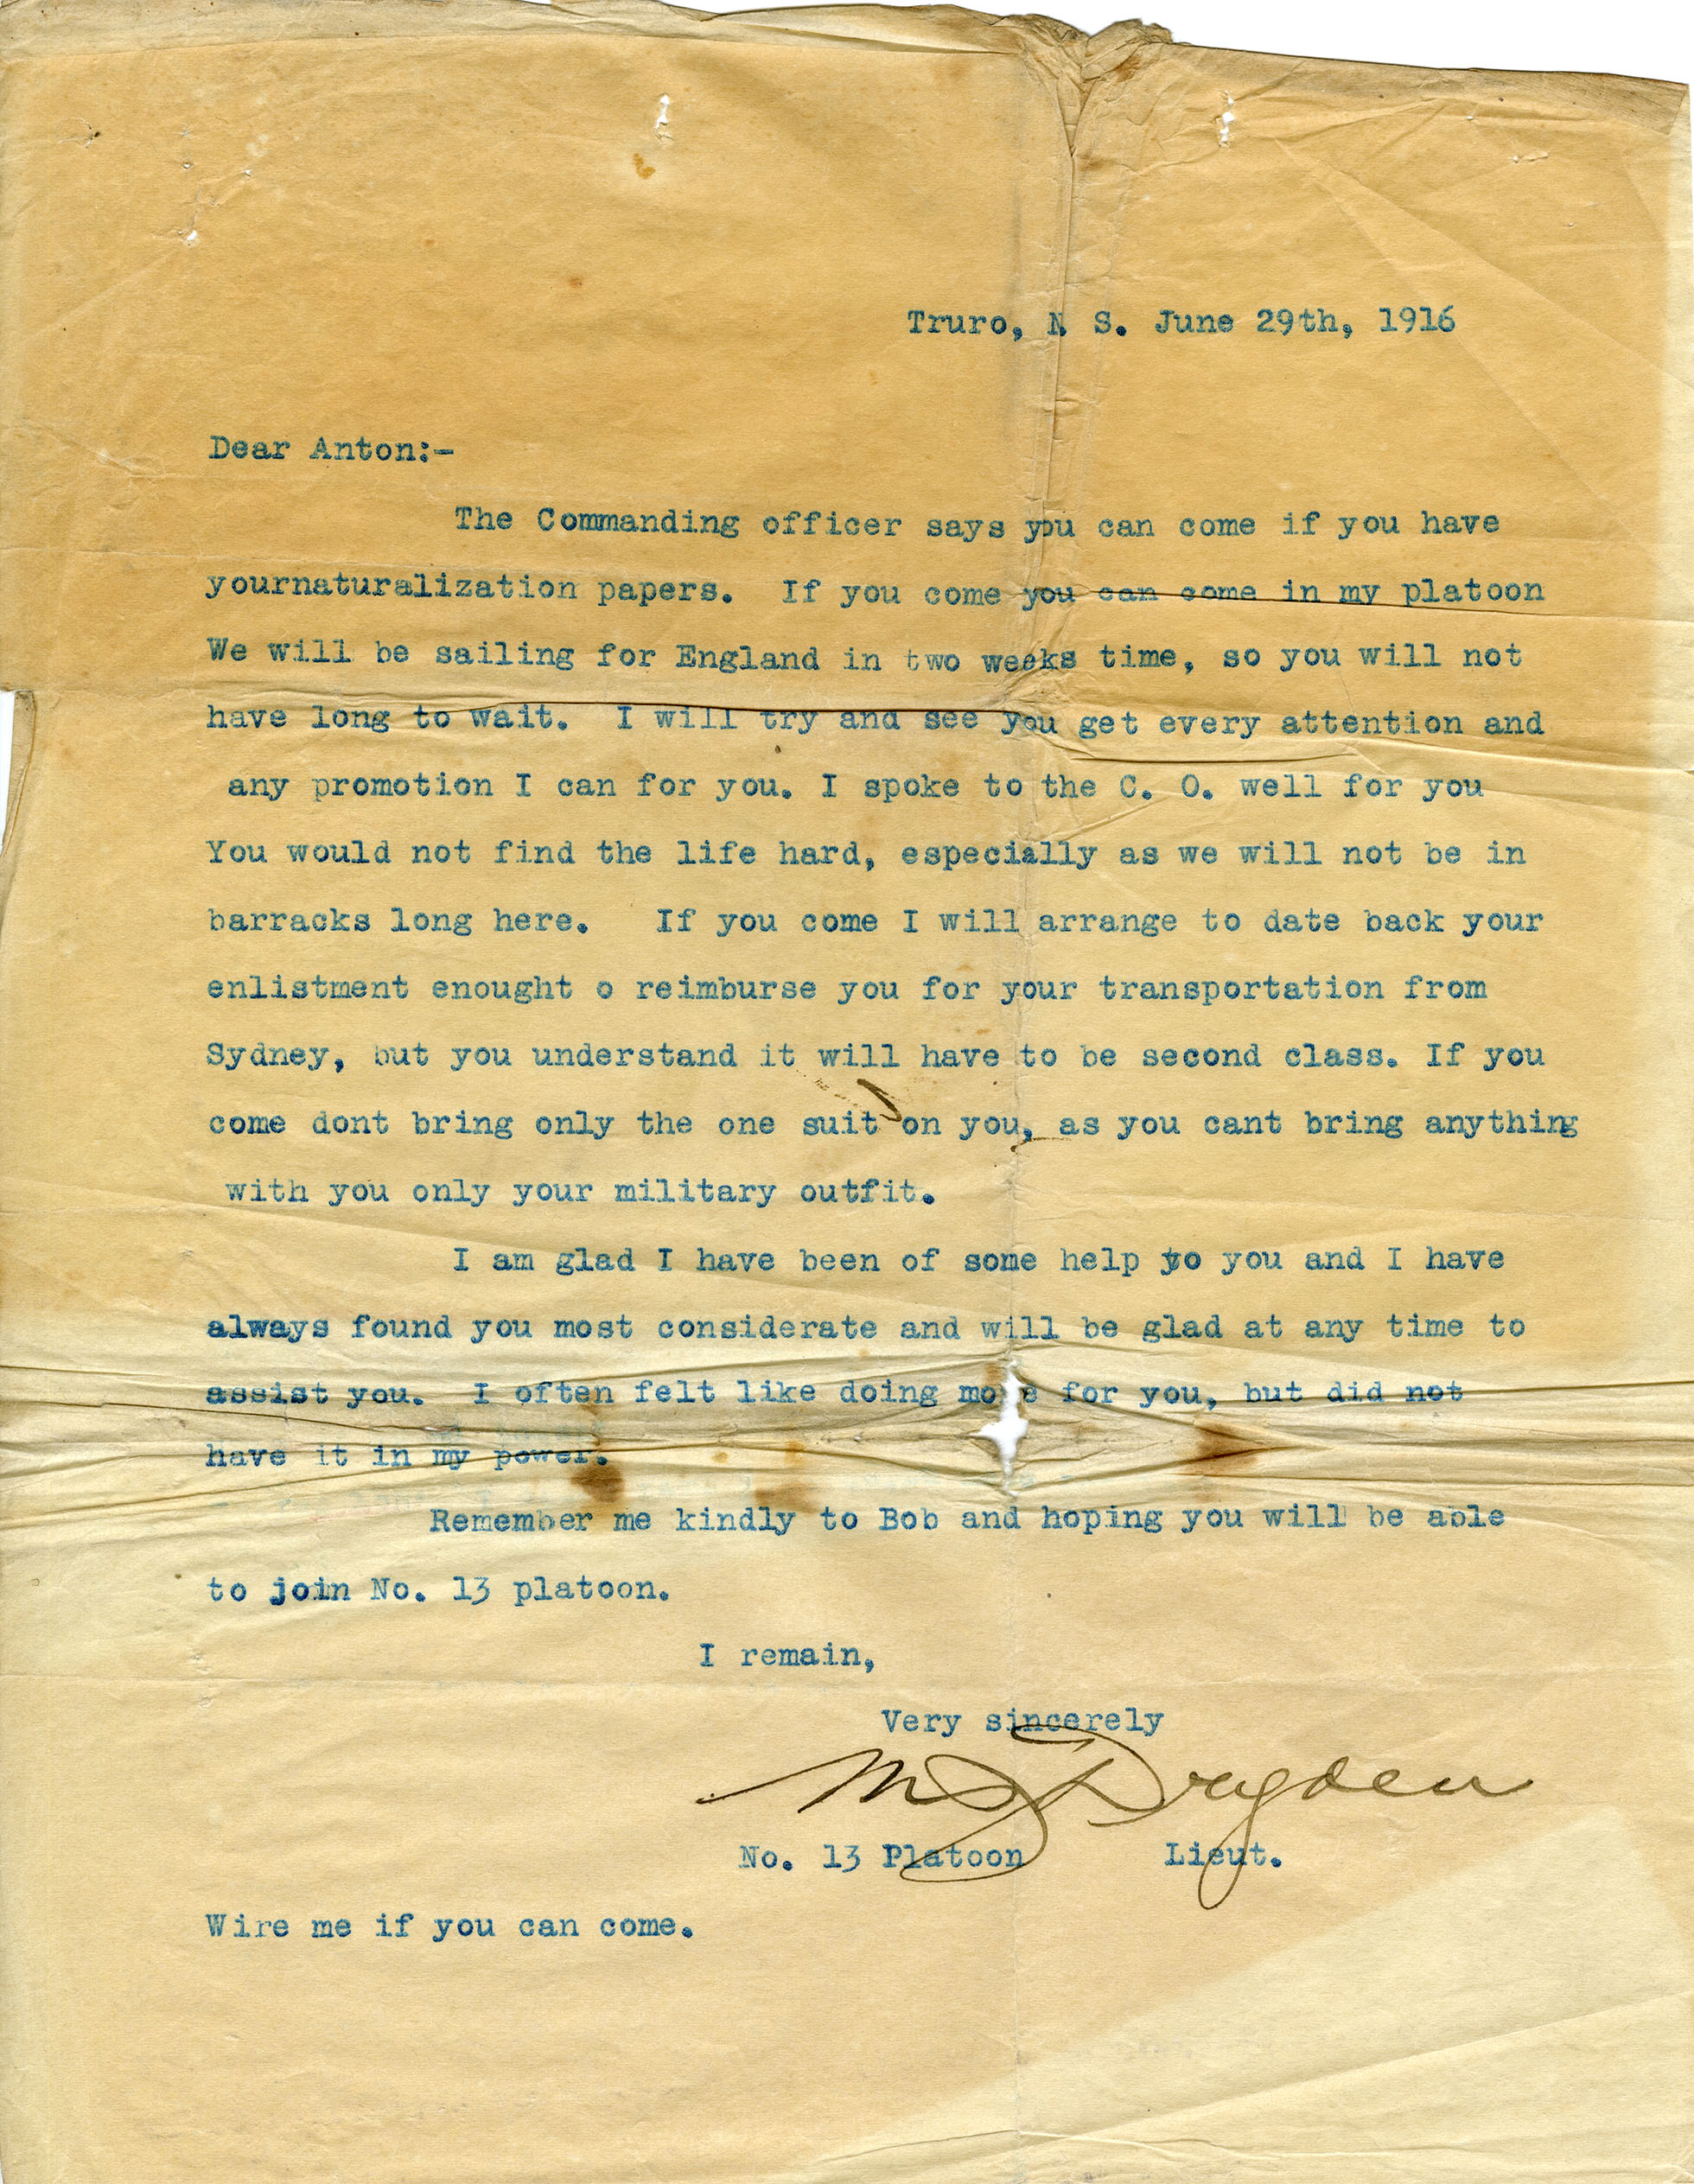 Truro, N S. June 29th, 1916
Dear Anton:-
The Commanding officer says you can come if you have
yournaturalization papers. If you come you can come in my platoon
We will be sailing for England in two weeks time, so you will not
have long to wait. I will try and see you get every attention and
any promotion I can for you. I spoke to the C. O. well for you
You would not find the life hard, especially as we will not be in
barracks long here. If you come I will arrange to date back your
enlistment enought o reimburse you for your transportation from
Sydney, but you understand it will have to be second class. If you
come dont bring only the one suit on you, as you cant bring anything
with you only your military outfit.
I am glad I have been of some help to you and I have
always found you most considerate and will be glad at any time to
assist you. I often felt like doing more for you, but did not
have it in my power.
Remember me kindly to Bob and hoping you will be able
to join No. 13 platoon.
I remain,
Very sincerely
Dryden
No. 13 Platoon Lieut.
Wire me if you can come.